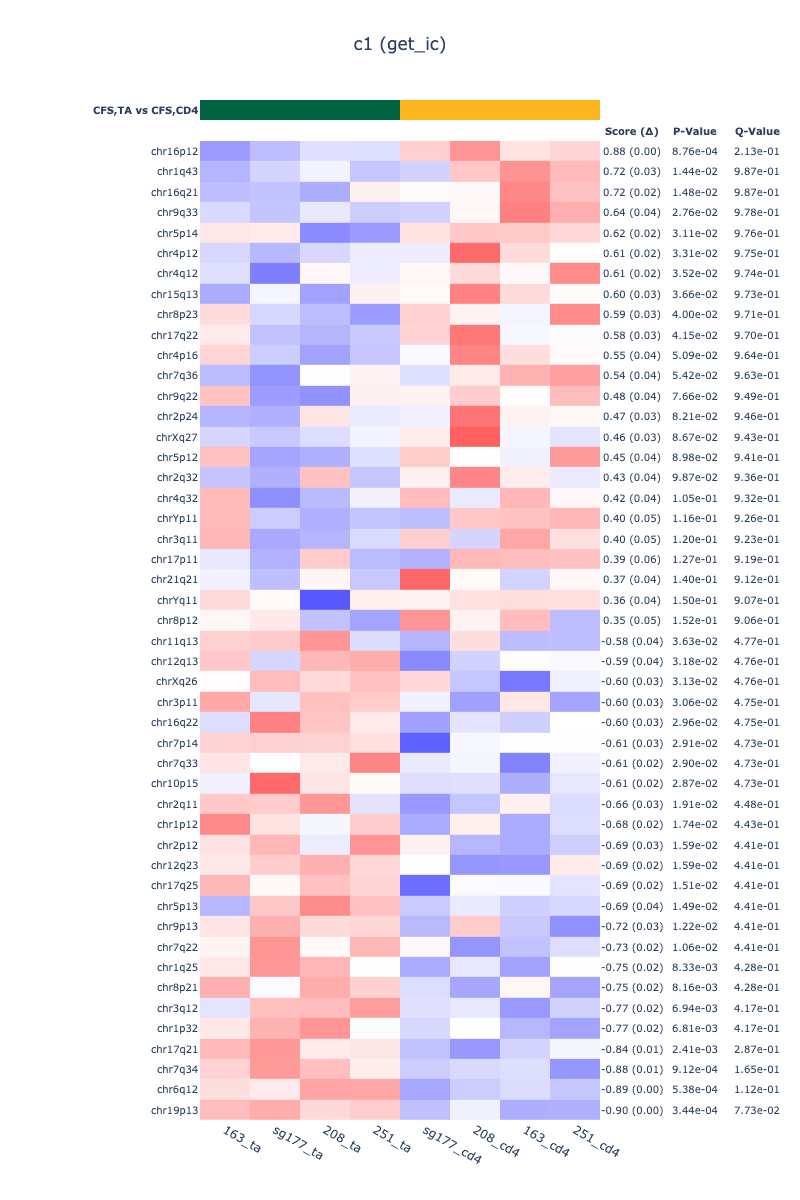 c1 (get_ic)
CFS,TA vs CFS,CD4
Score (Δ) P-Value Q-Value
chr16p12 0.88 (0.00) 8.76e-04 2.13e-01
chr1q43 0.72 (0.03) 1.44e-02 9.87e-01
chr16q21 0.72 (0.02) 1.48e-02 9.87e-01
chr9q33 0.64 (0.04) 2.76e-02 9.78e-01
chr5p14 0.62 (0.02) 3.11e-02 9.76e-01
chr4p12 0.61 (0.02) 3.31e-02 9.75e-01
chr4q12 0.61 (0.02) 3.52e-02 9.74e-01
chr15q13 0.60 (0.03) 3.66e-02 9.73e-01
chr8p23 0.59 (0.03) 4.00e-02 9.71e-01
chr17q22 0.58 (0.03) 4.15e-02 9.70e-01
chr4p16 0.55 (0.04) 5.09e-02 9.64e-01
chr7q36 0.54 (0.04) 5.42e-02 9.63e-01
chr9q22 0.48 (0.04) 7.66e-02 9.49e-01
chr2p24 0.47 (0.03) 8.21e-02 9.46e-01
chrXq27 0.46 (0.03) 8.67e-02 9.43e-01
chr5p12 0.45 (0.04) 8.98e-02 9.41e-01
chr2q32 0.43 (0.04) 9.87e-02 9.36e-01
chr4q32 0.42 (0.04) 1.05e-01 9.32e-01
chrYp11 0.40 (0.05) 1.16e-01 9.26e-01
chr3q11 0.40 (0.05) 1.20e-01 9.23e-01
chr17p11 0.39 (0.06) 1.27e-01 9.19e-01
chr21q21 0.37 (0.04) 1.40e-01 9.12e-01
chrYq11 0.36 (0.04) 1.50e-01 9.07e-01
chr8p12 0.35 (0.05) 1.52e-01 9.06e-01
chr11q13 -0.58 (0.04) 3.63e-02 4.77e-01
chr12q13 -0.59 (0.04) 3.18e-02 4.76e-01
chrXq26 -0.60 (0.03) 3.13e-02 4.76e-01
chr3p11 -0.60 (0.03) 3.06e-02 4.75e-01
chr16q22 -0.60 (0.03) 2.96e-02 4.75e-01
chr7p14 -0.61 (0.03) 2.91e-02 4.73e-01
chr7q33 -0.61 (0.02) 2.90e-02 4.73e-01
chr10p15 -0.61 (0.02) 2.87e-02 4.73e-01
chr2q11 -0.66 (0.03) 1.91e-02 4.48e-01
chr1p12 -0.68 (0.02) 1.74e-02 4.43e-01
chr2p12 -0.69 (0.03) 1.59e-02 4.41e-01
chr12q23 -0.69 (0.02) 1.59e-02 4.41e-01
chr17q25 -0.69 (0.02) 1.51e-02 4.41e-01
chr5p13 -0.69 (0.04) 1.49e-02 4.41e-01
chr9p13 -0.72 (0.03) 1.22e-02 4.41e-01
chr7q22 -0.73 (0.02) 1.06e-02 4.41e-01
chr1q25 -0.75 (0.02) 8.33e-03 4.28e-01
chr8p21 -0.75 (0.02) 8.16e-03 4.28e-01
chr3q12 -0.77 (0.02) 6.94e-03 4.17e-01
chr1p32 -0.77 (0.02) 6.81e-03 4.17e-01
chr17q21 -0.84 (0.01) 2.41e-03 2.87e-01
chr7q34 -0.88 (0.01) 9.12e-04 1.65e-01
chr6q12 -0.89 (0.00) 5.38e-04 1.12e-01
chr19p13 -0.90 (0.00) 3.44e-04 7.73e-02
163_ta sg177_ta 208_ta 251_ta sg177_cd4 208_cd4 163_cd4 251_cd4